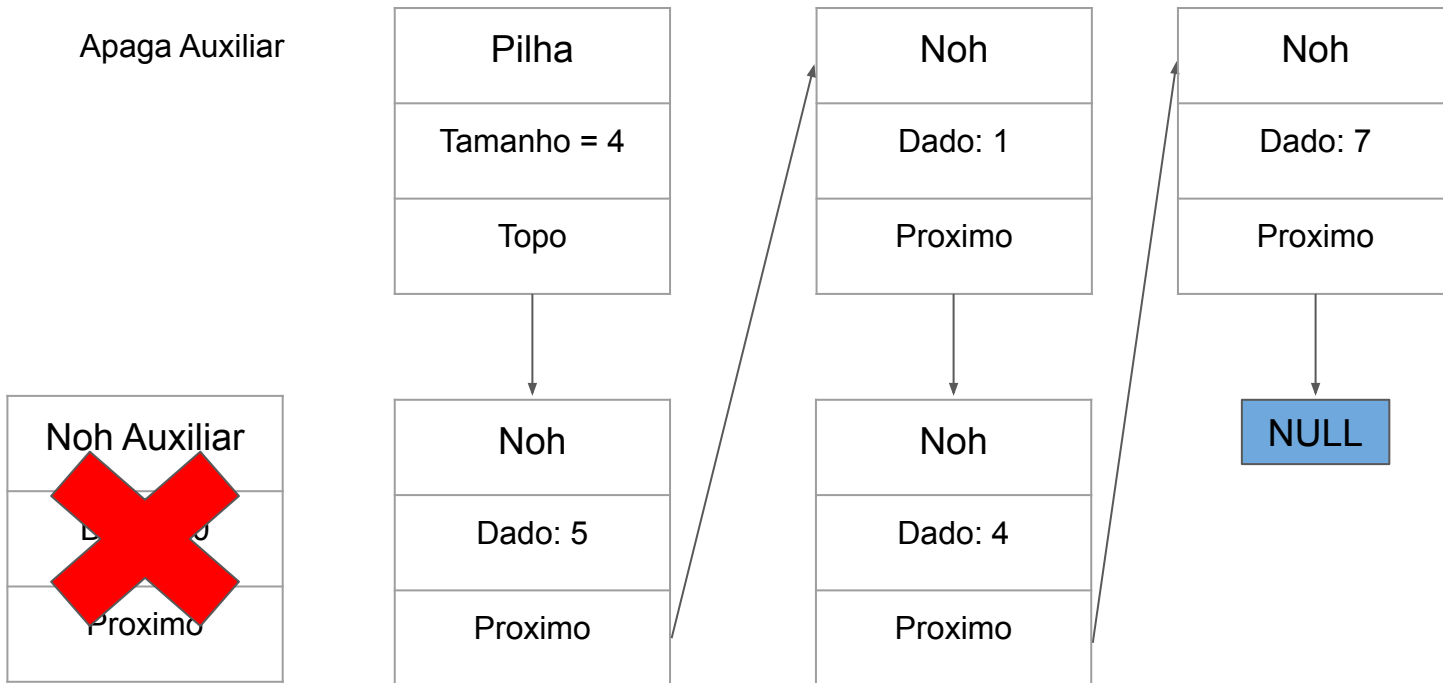 Apaga Auxiliar
Pilha
Tamanho = 4
Topo
Noh
Dado: 1
Proximo
Noh
Dado: 7
Proximo
Noh Auxiliar
Proximo
Noh
Dado: 5
Proximo
Noh
Dado: 4
Proximo
NULL